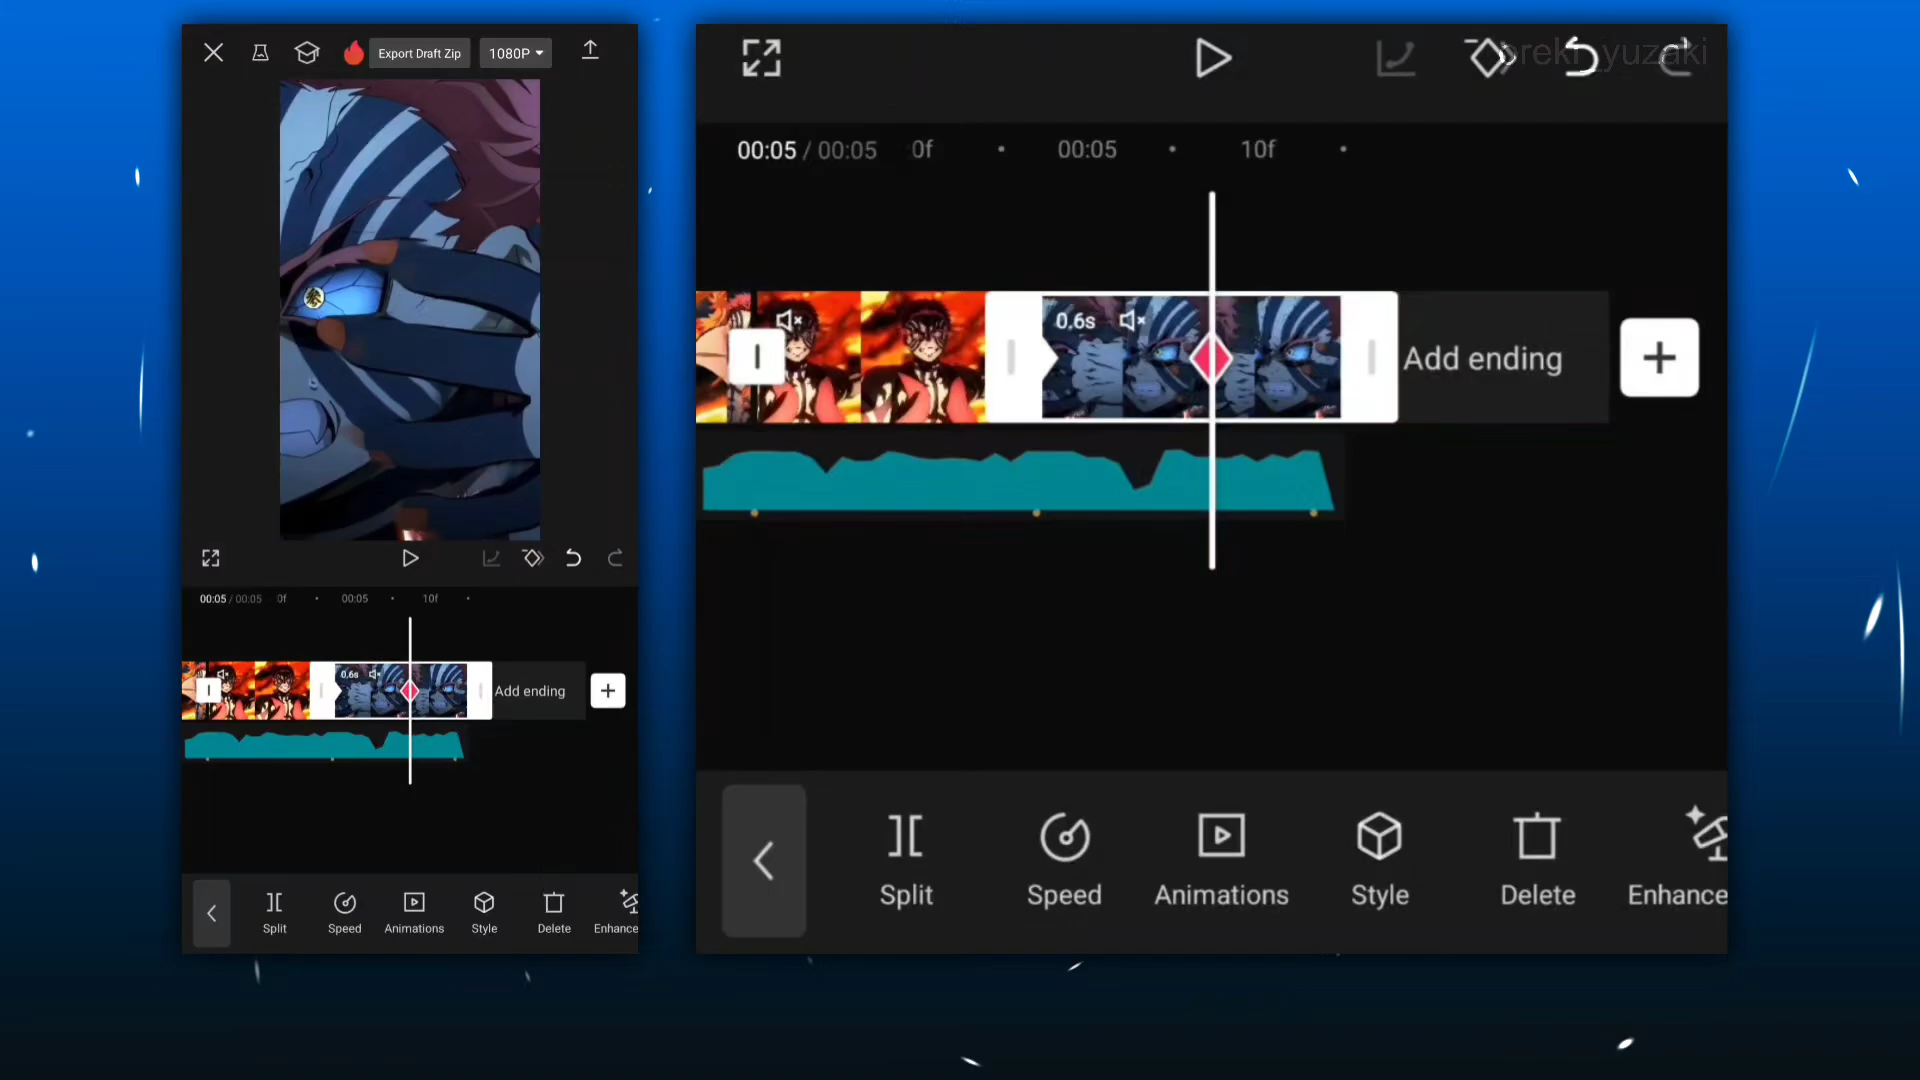 Export Draft Zip
1080P
00:05 / 00:05 0f 00:05 10f
0.6s
Add ending
Split Speed Animations Style Delete Enhance
00:05 / 00:05 0f 00:05 10f
0.6s
Add ending
Split Speed Animations Style Delete Enhance